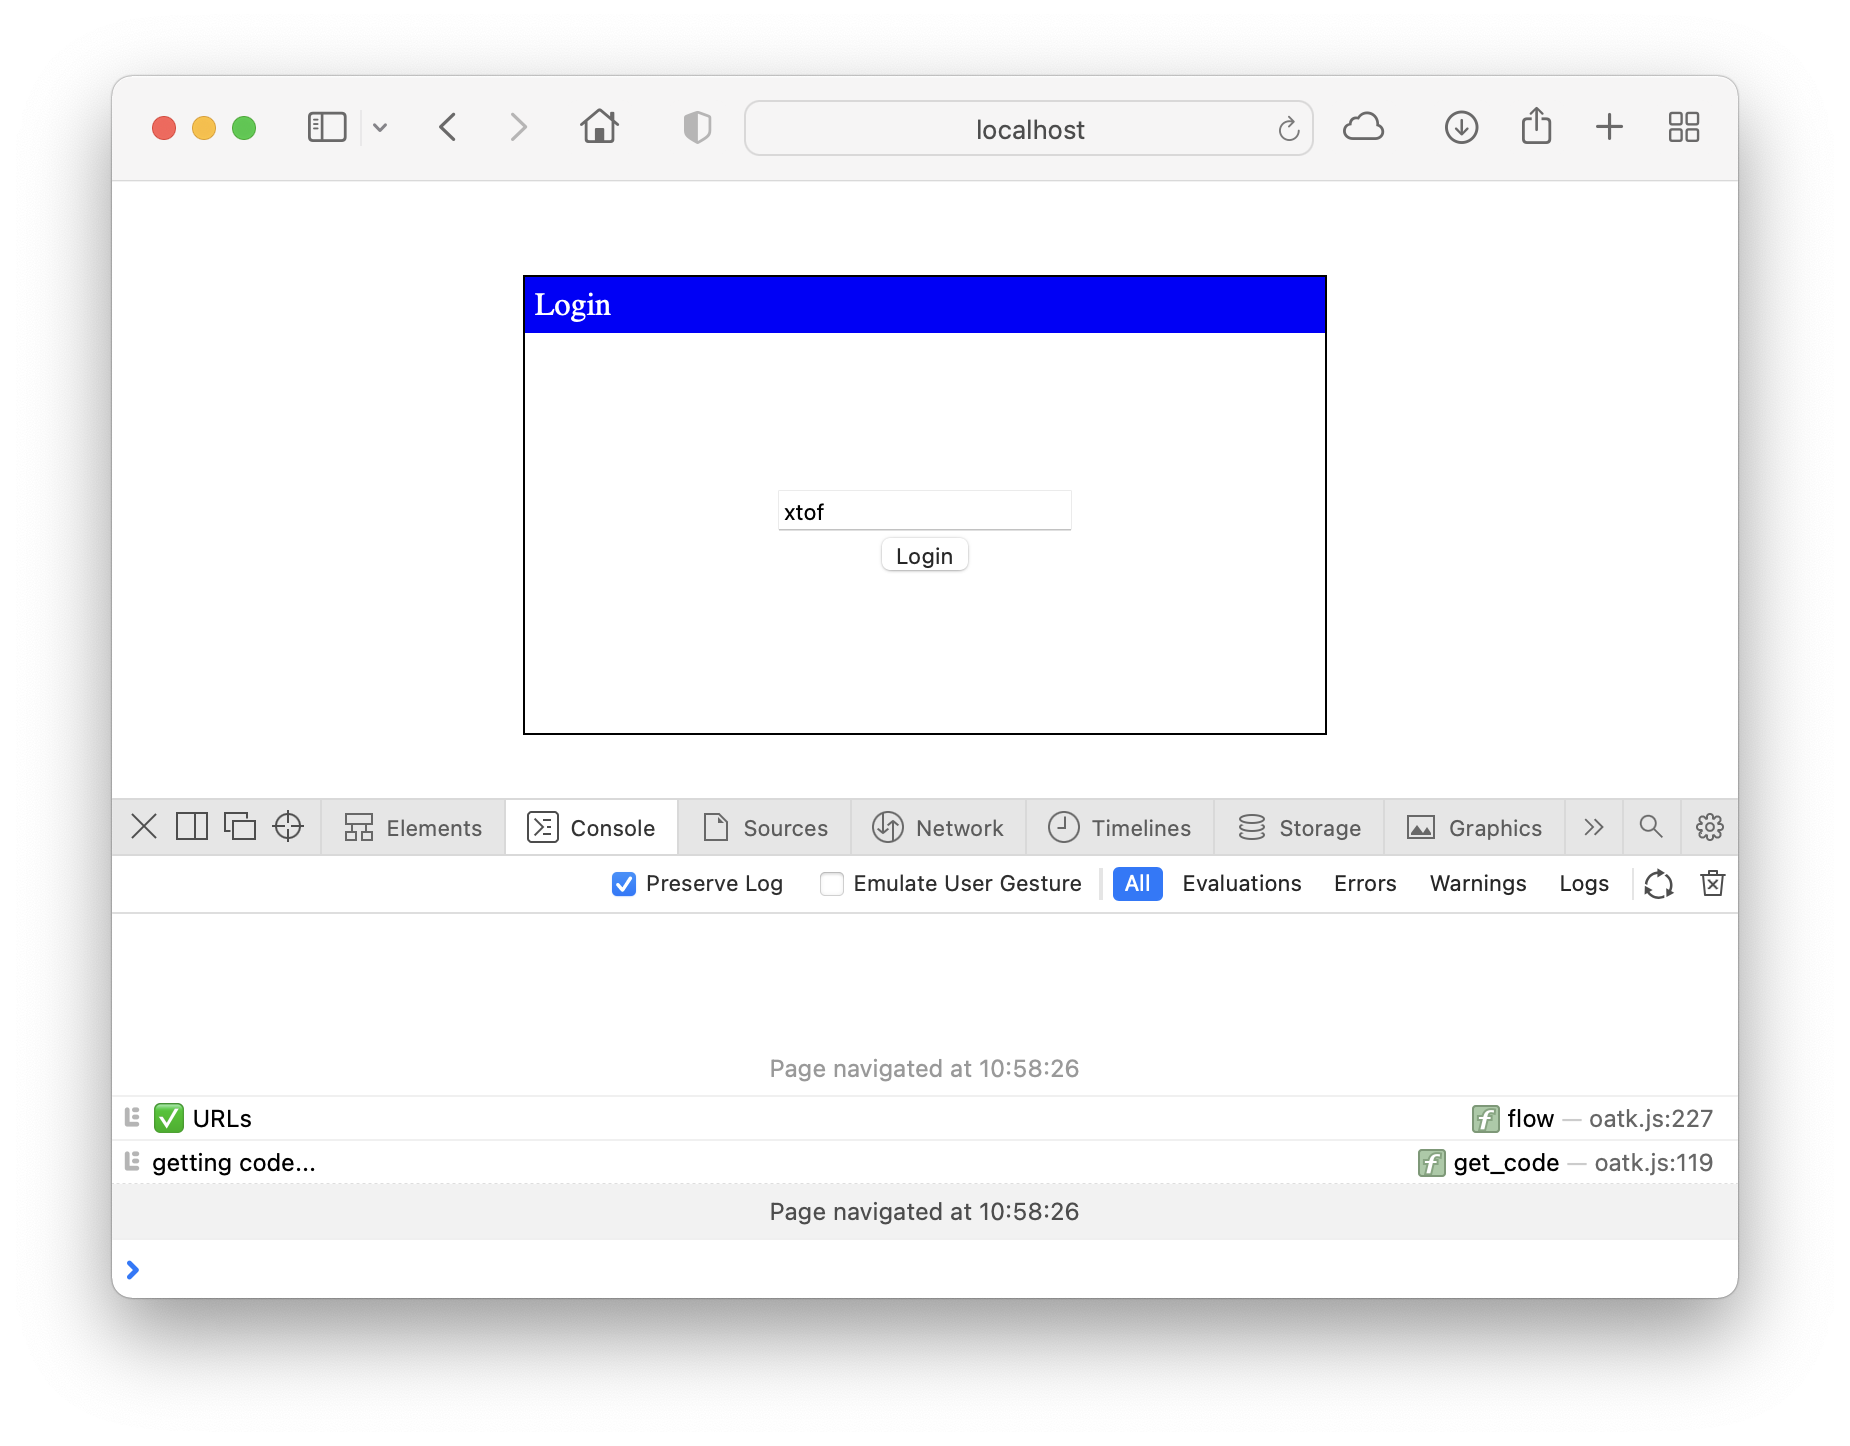 localhost
Login
xtof
Login
Elements Console Sources Network Timelines Storage Graphics
Preserve Log Emulate User Gesture All Evaluations Errors Warnings Logs
Page navigated at 10:58:26
✅ URLs f flow — oatk.js:227
getting code... f get_code — oatk.js:119
Page navigated at 10:58:26